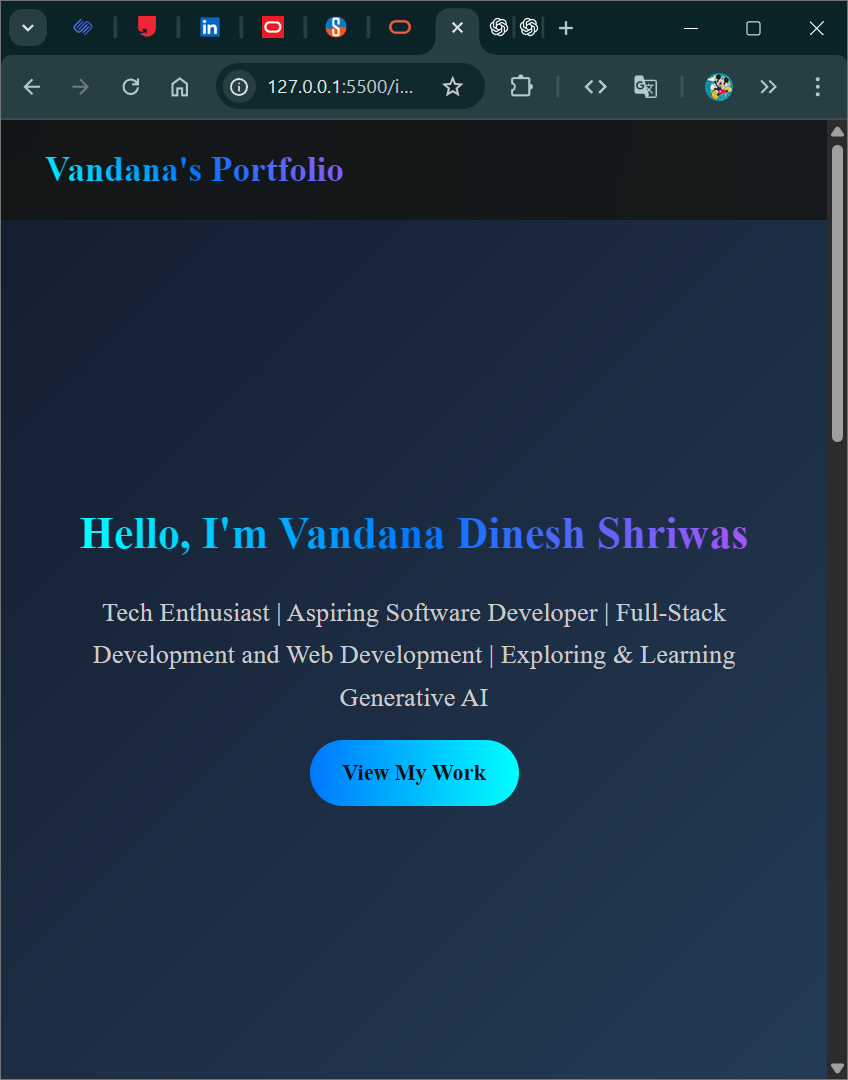 in
127.0.0.1:5500/i...
Vandana's Portfolio
Hello, I'm Vandana Dinesh Shriwas
Tech Enthusiast | Aspiring Software Developer | Full-Stack
Development and Web Development | Exploring & Learning
Generative AI
View My Work